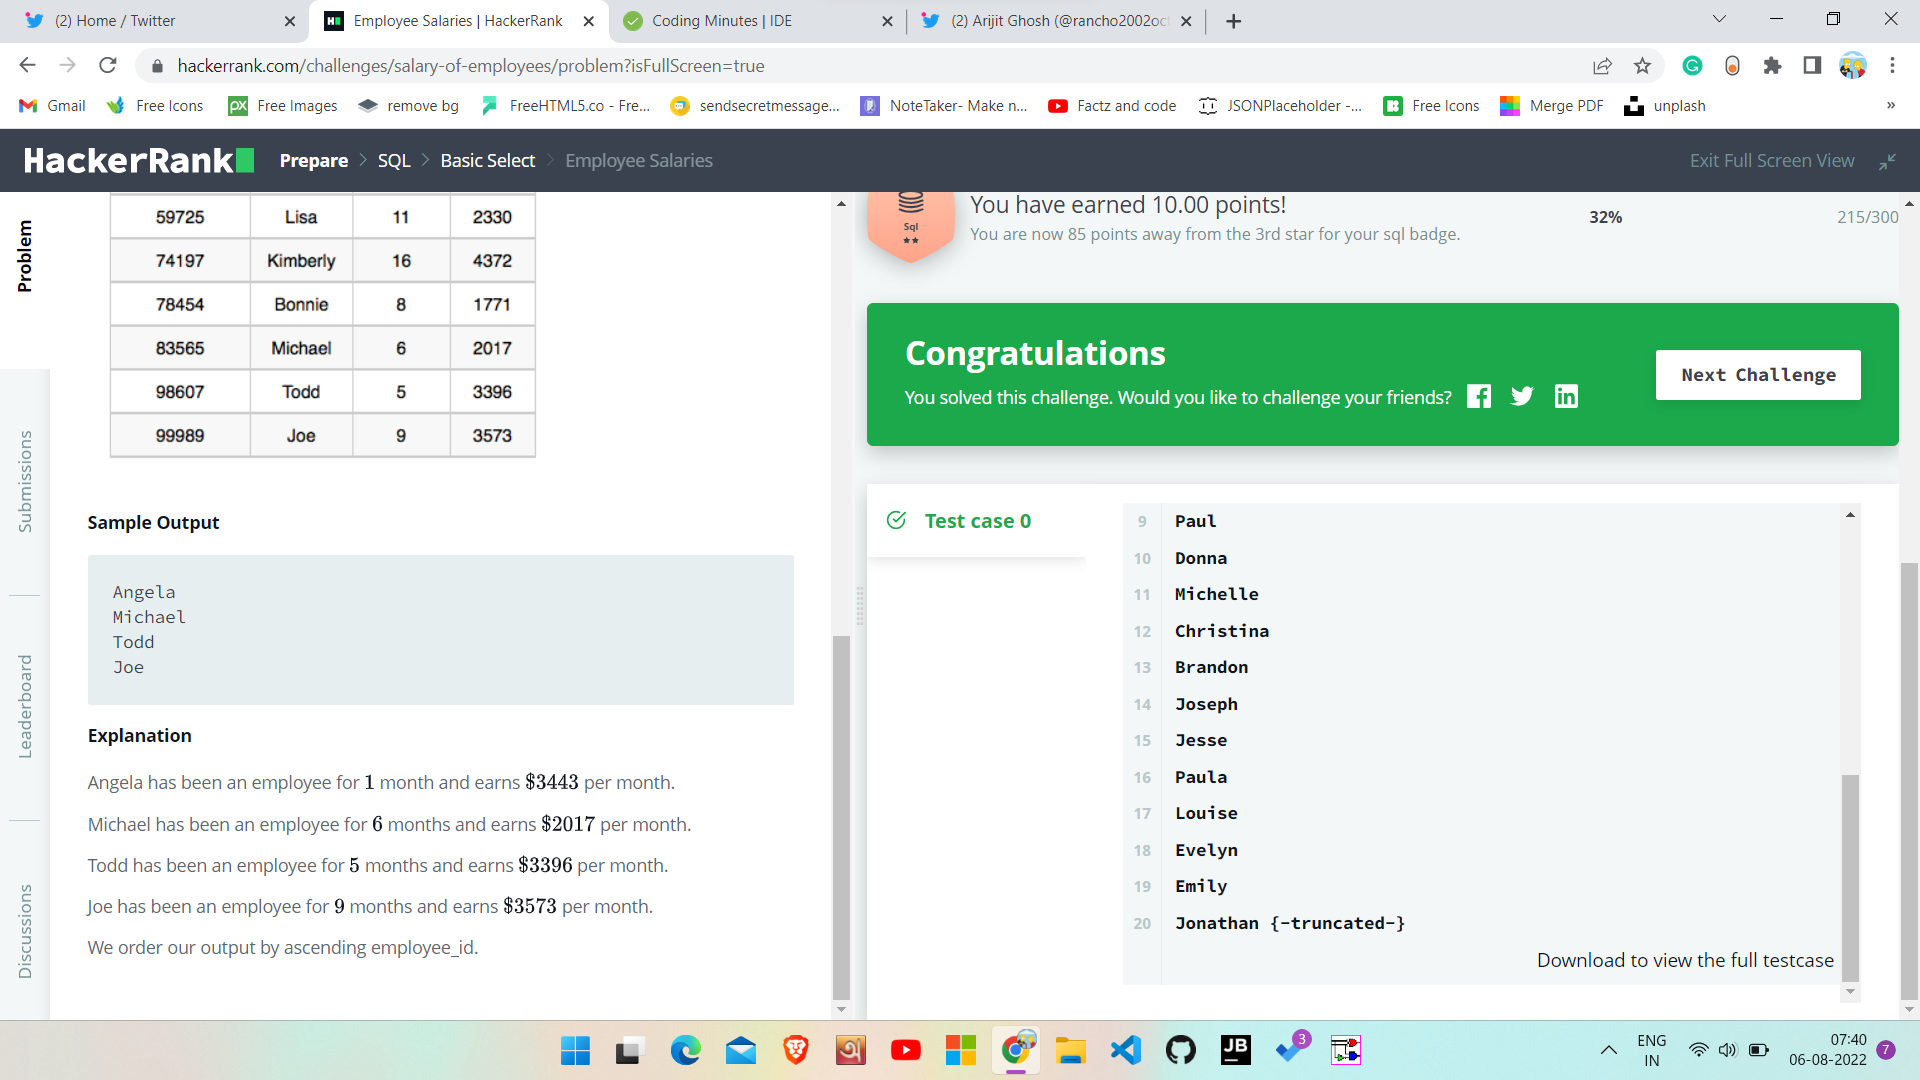 (2) Home / Twitter
Employee Salaries | HackerRank
Coding Minutes | IDE
(2) Arijit Ghosh (@rancho2002oct
hackerrank.com/challenges/salary-of-employees/problem?isFullScreen=true
Gmail
Free Icons
Free Images
remove bg
FreeHTML5.co - Fre...
sendsecretmessage...
NoteTaker- Make n...
Factz and code
JSONPlaceholder -...
Free Icons
Merge PDF
unplash
»
HackerRank
Prepare > SQL > Basic Select > Employee Salaries
Exit Full Screen View
Problem
Submissions
Leaderboard
Discussions
59725 Lisa 11 2330
74197 Kimberly 16 4372
78454 Bonnie 8 1771
83565 Michael 6 2017
98607 Todd 5 3396
99989 Joe 9 3573
Sample Output
Angela
Michael
Todd
Joe
Explanation
Angela has been an employee for 1 month and earns $3443 per month.
Michael has been an employee for 6 months and earns $2017 per month.
Todd has been an employee for 5 months and earns $3396 per month.
Joe has been an employee for 9 months and earns $3573 per month.
We order our output by ascending employee_id.
Sql
You have earned 10.00 points!
You are now 85 points away from the 3rd star for your sql badge.
32%
215/300
Congratulations
You solved this challenge. Would you like to challenge your friends?
Next Challenge
Test case 0
9 Paul
10 Donna
11 Michelle
12 Christina
13 Brandon
14 Joseph
15 Jesse
16 Paula
17 Louise
18 Evelyn
19 Emily
20 Jonathan {-truncated-}
Download to view the full testcase
JB
3
ENG
IN
07:40
06-08-2022
7